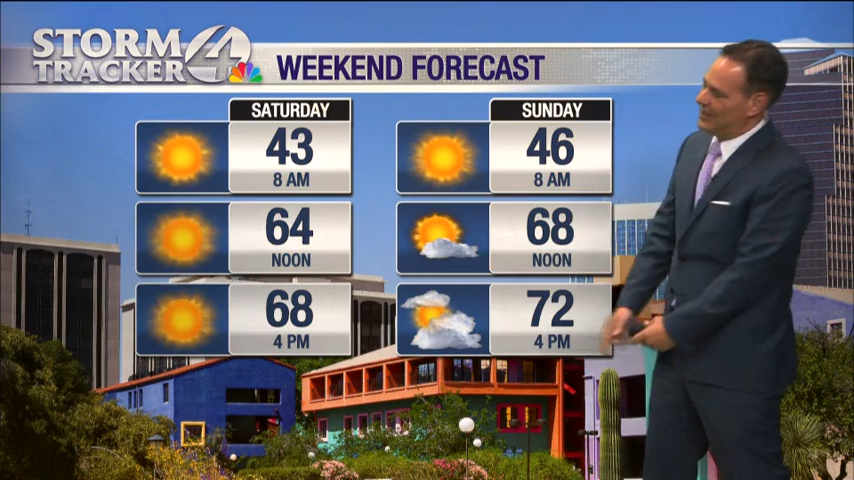 STORM 4
TRACKER
WEEKEND FORECAST
SATURDAY
43
8 AM
64
NOON
68
4 PM
SUNDAY
46
8 AM
68
NOON
72
4 PM